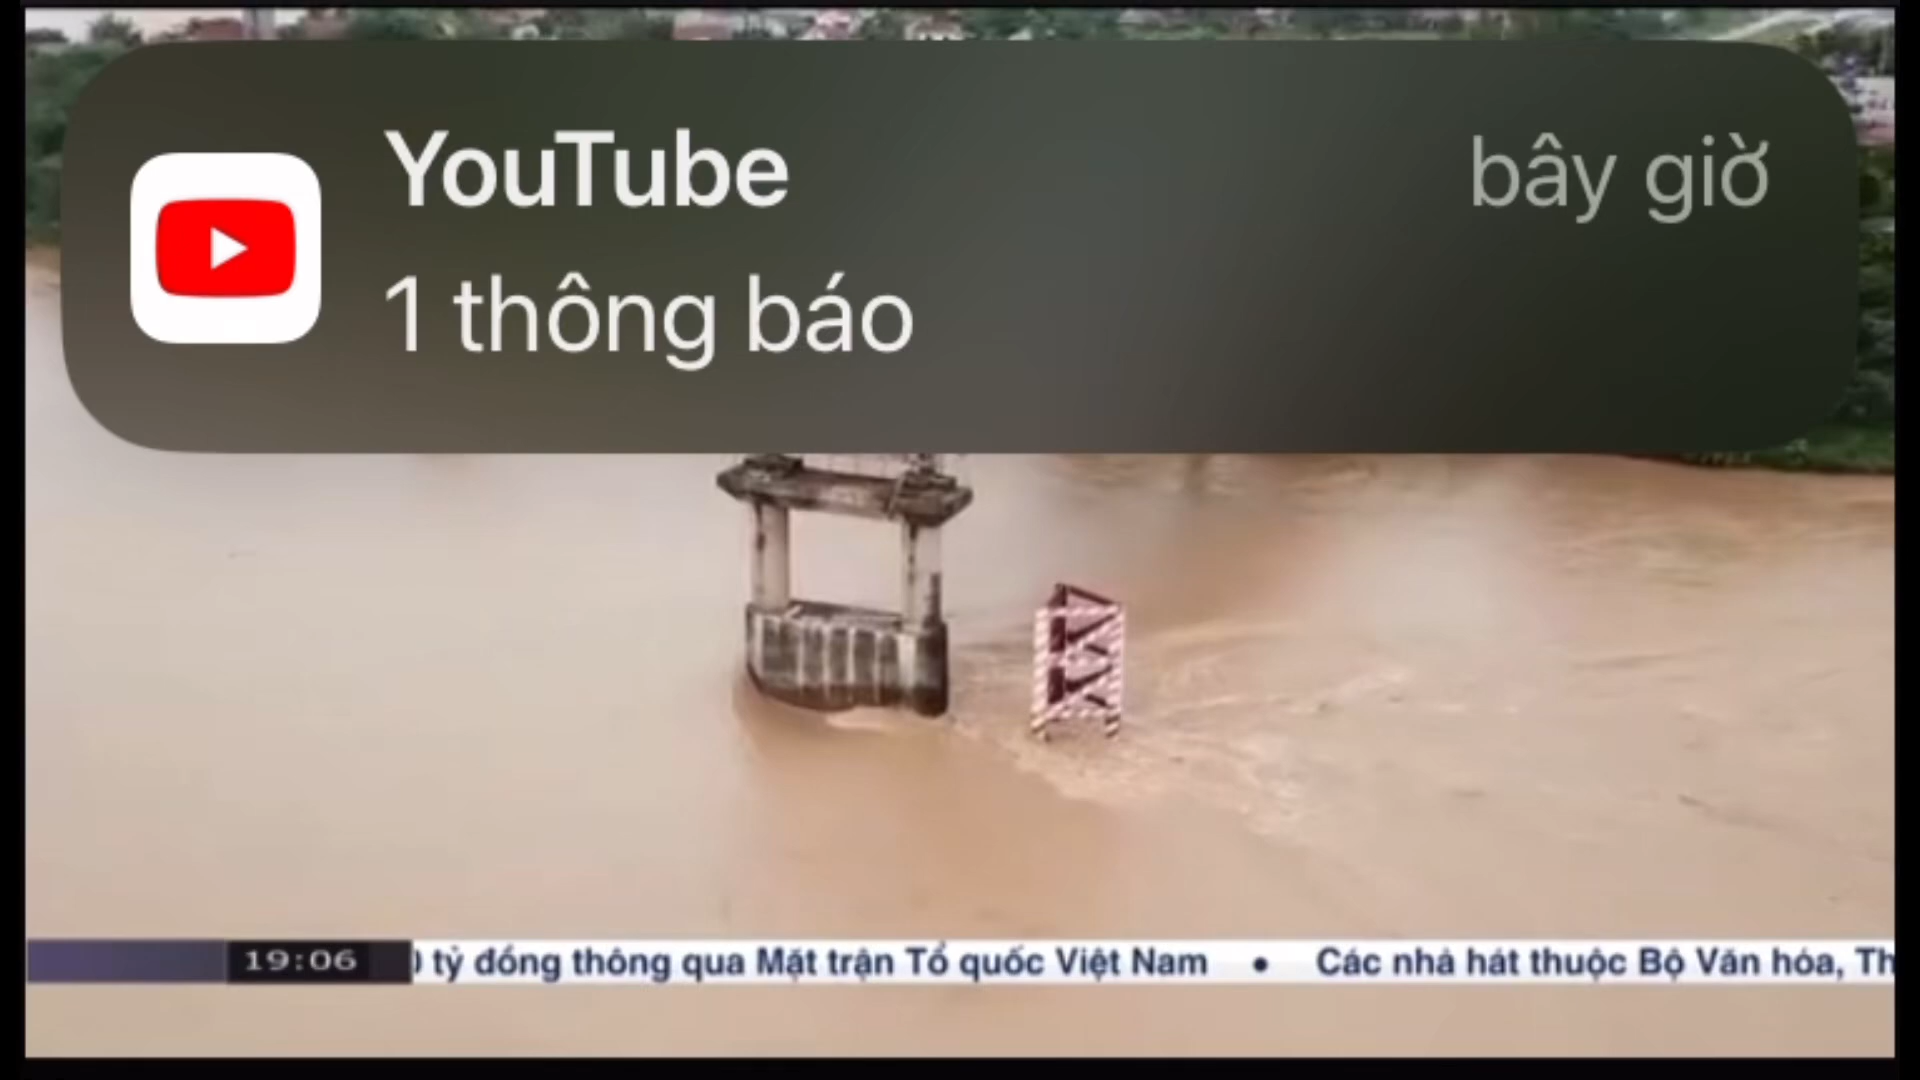 YouTube
bây giờ
1 thông báo
19:06
tỷ đồng thông qua Mặt trận Tổ quốc Việt Nam • Các nhà hát thuộc Bộ Văn hóa, Th